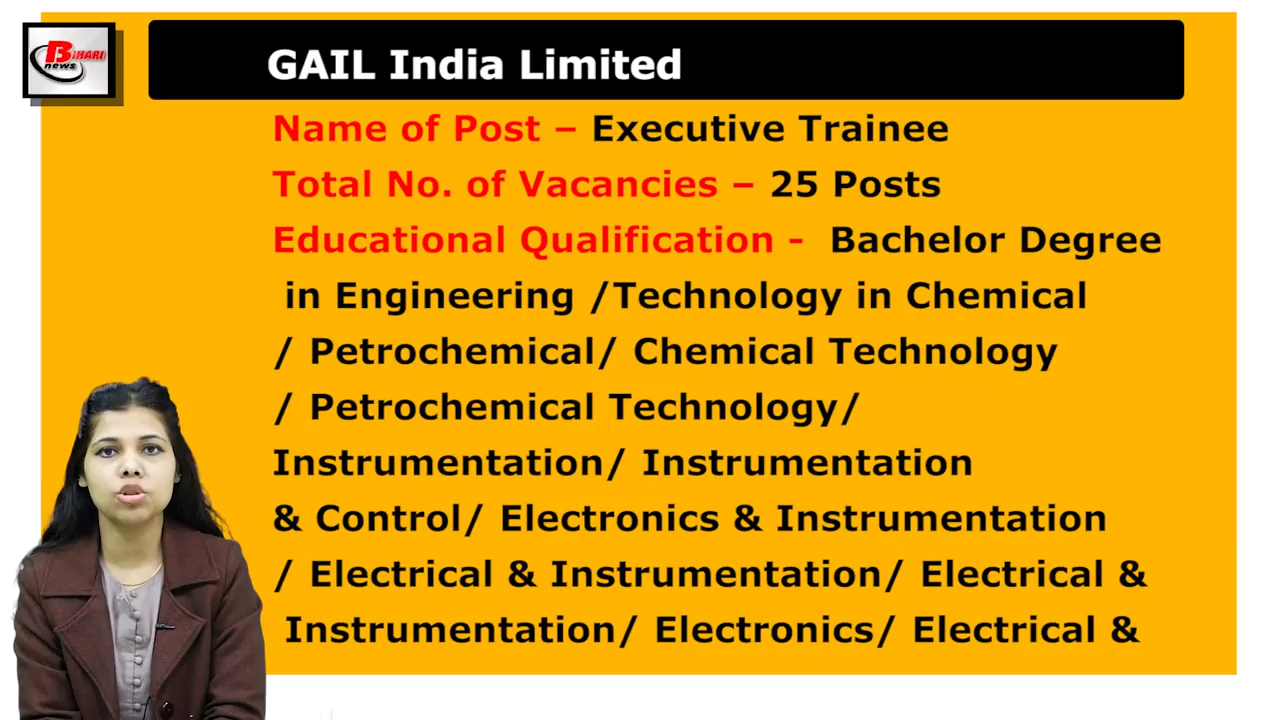 BIHARI
news
GAIL India Limited
Name of Post – Executive Trainee
Total No. of Vacancies – 25 Posts
Educational Qualification - Bachelor Degree
in Engineering /Technology in Chemical
/ Petrochemical/ Chemical Technology
/ Petrochemical Technology/
Instrumentation/ Instrumentation
& Control/ Electronics & Instrumentation
/ Electrical & Instrumentation/ Electrical &
Instrumentation/ Electronics/ Electrical &